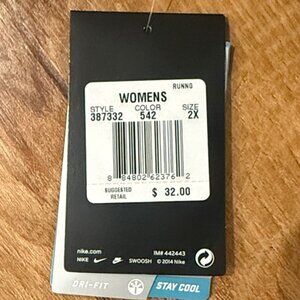 RUNNG
WOMENS
STYLE COLOR SIZE
387332 542 2X
8 84802 62376 2
SUGGESTED RETAIL $ 32.00
nike.com IM# 442443
NIKE SWOOSH © 2014 Nike
DRI-FIT STAY COOL